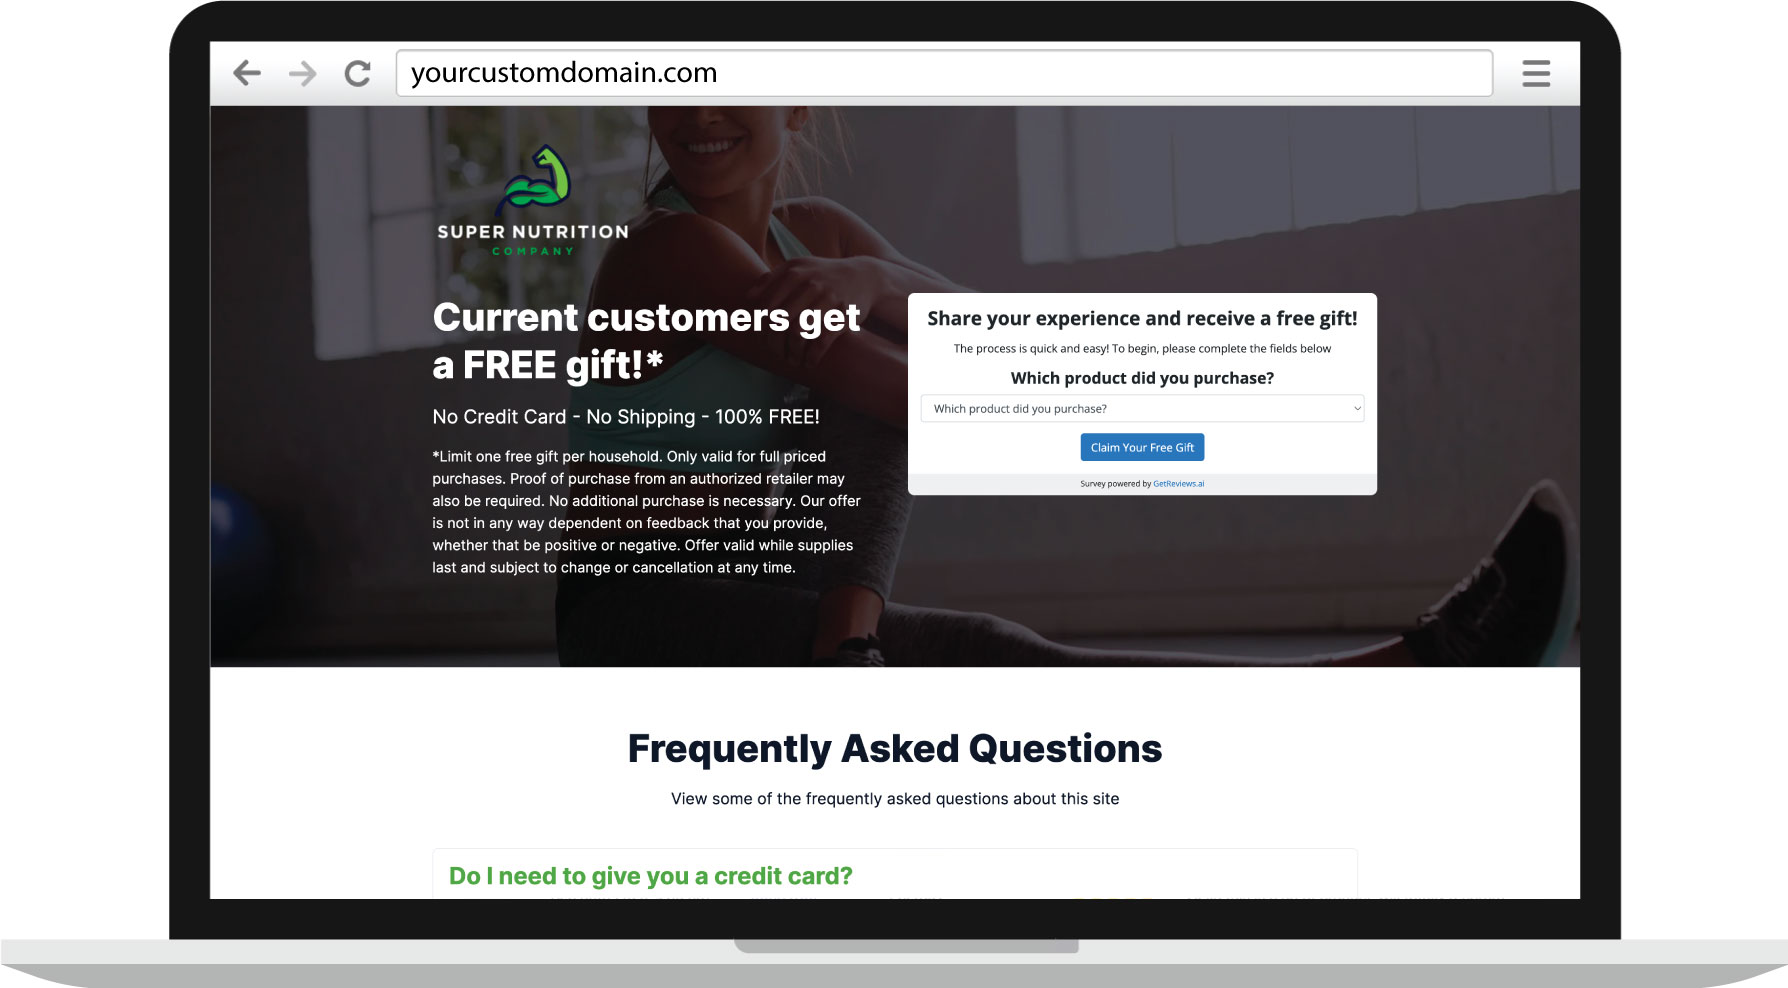 yourcustomdomain.com
SUPER NUTRITION
COMPANY
Current customers get
a FREE gift!*
No Credit Card - No Shipping - 100% FREE!
*Limit one free gift per household. Only valid for full priced
purchases. Proof of purchase from an authorized retailer may
also be required. No additional purchase is necessary. Our offer
is not in any way dependent on feedback that you provide,
whether that be positive or negative. Offer valid while supplies
last and subject to change or cancellation at any time.
Share your experience and receive a free gift!
The process is quick and easy! To begin, please complete the fields below
Which product did you purchase?
Which product did you purchase?
Claim Your Free Gift
Survey powered by GetReviews.ai
Frequently Asked Questions
View some of the frequently asked questions about this site
Do I need to give you a credit card?